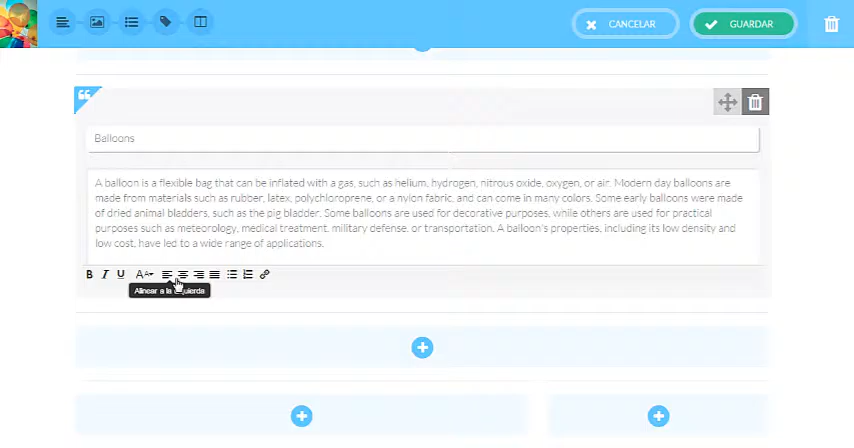 CANCELAR
GUARDAR
Balloons
A balloon is a flexible bag that can be inflated with a gas, such as helium, hydrogen, nitrous oxide, oxygen, or air. Modern day balloons are
made from materials such as rubber, latex, polychloroprene, or a nylon fabric, and can come in many colors. Some early balloons were made
of dried animal bladders, such as the pig bladder. Some balloons are used for decorative purposes, while others are used for practical
purposes such as meteorology, medical treatment, military defense, or transportation. A balloon's properties, including its low density and
low cost, have led to a wide range of applications.
B I U AA
Alinear a la izquierda